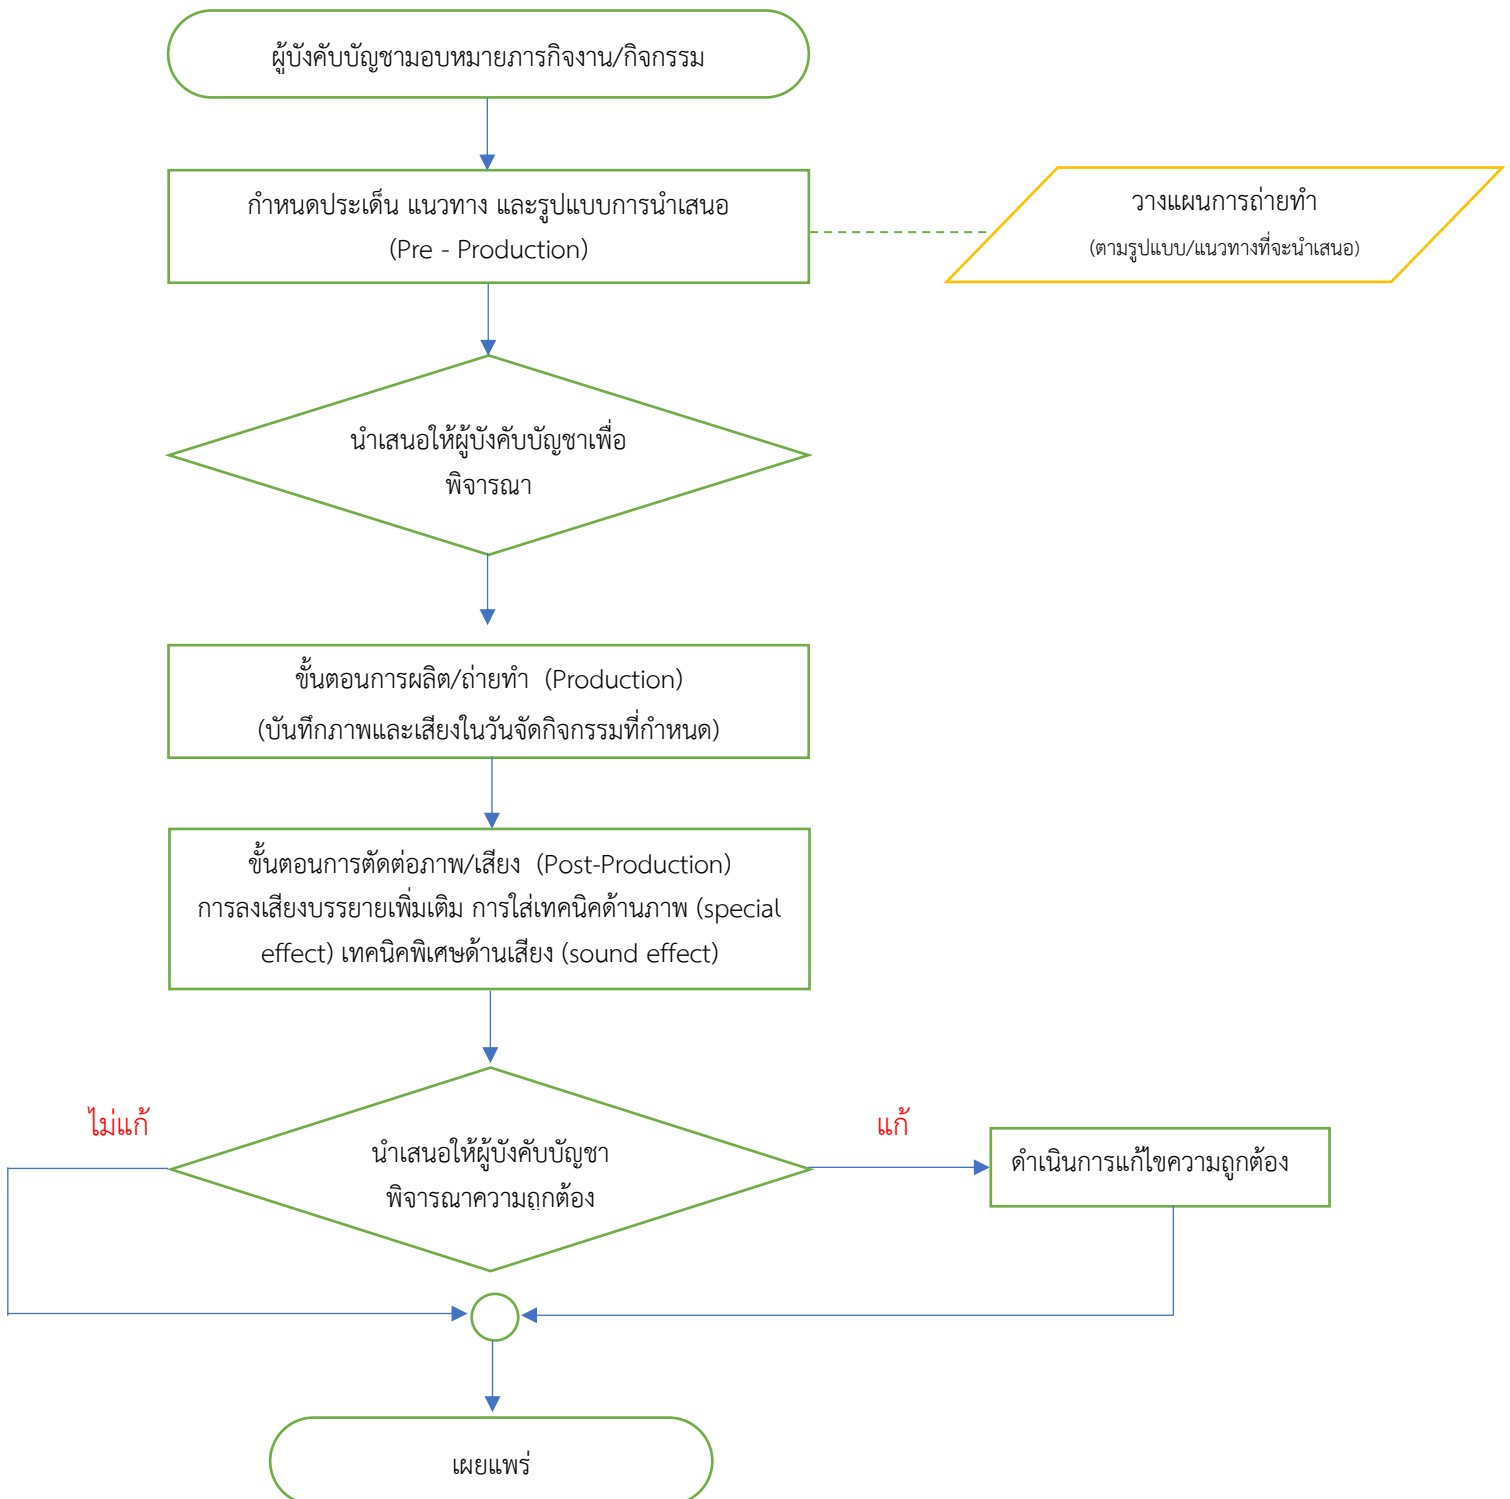 ผู้บังคับบัญชามอบหมายภารกิจงาน/กิจกรรม
กำหนดประเด็น แนวทาง และรูปแบบการนำเสนอ
(Pre - Production)
วางแผนการถ่ายทำ
(ตามรูปแบบ/แนวทางที่จะนำเสนอ)
นำเสนอให้ผู้บังคับบัญชาเพื่อ
พิจารณา
ขั้นตอนการผลิต/ถ่ายทำ (Production)
(บันทึกภาพและเสียงในวันจัดกิจกรรมที่กำหนด)
ขั้นตอนการตัดต่อภาพ/เสียง (Post-Production)
การลงเสียงบรรยายเพิ่มเติม การใส่เทคนิคด้านภาพ (special
effect) เทคนิคพิเศษด้านเสียง (sound effect)
ไม่แก้
แก้
นำเสนอให้ผู้บังคับบัญชา
พิจารณาความถูกต้อง
ดำเนินการแก้ไขความถูกต้อง
เผยแพร่